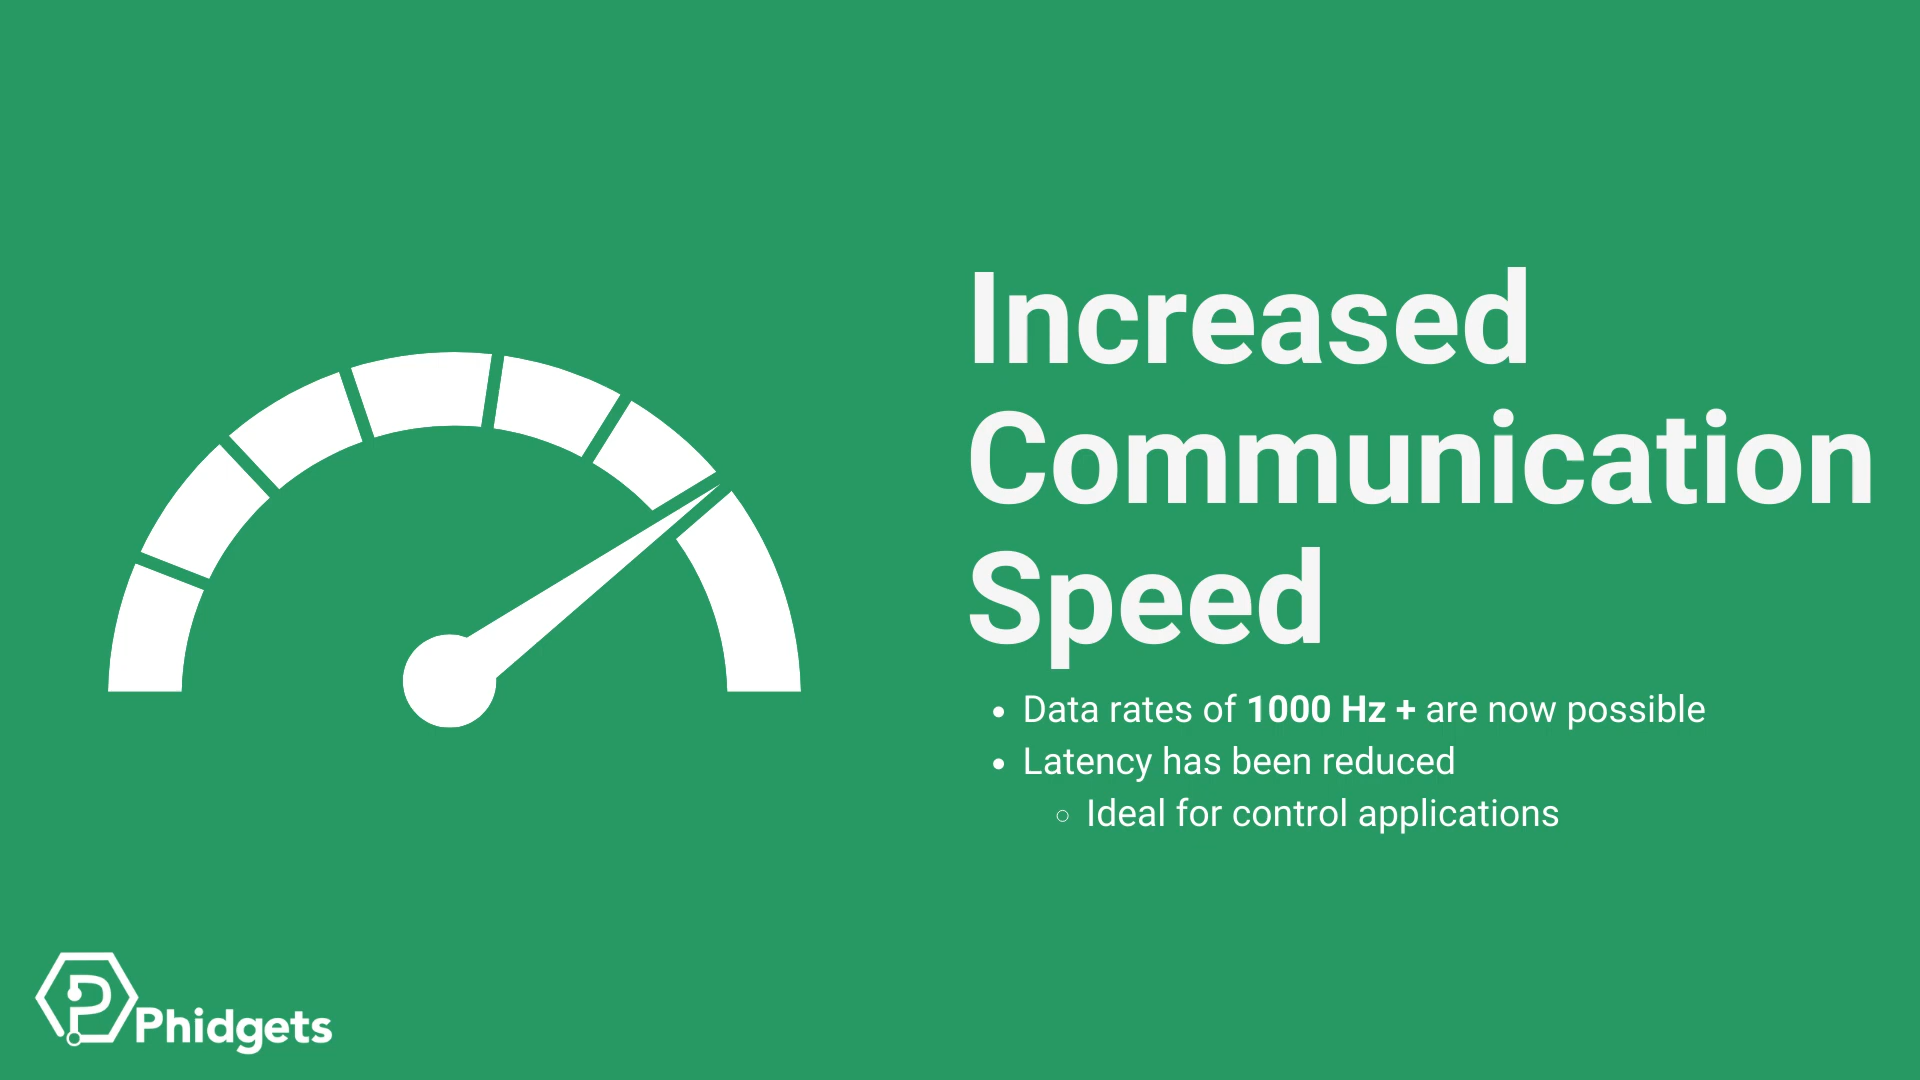 Increased
Communication
Speed
• Data rates of 1000 Hz + are now possible
• Latency has been reduced
◦ Ideal for control applications
Phidgets